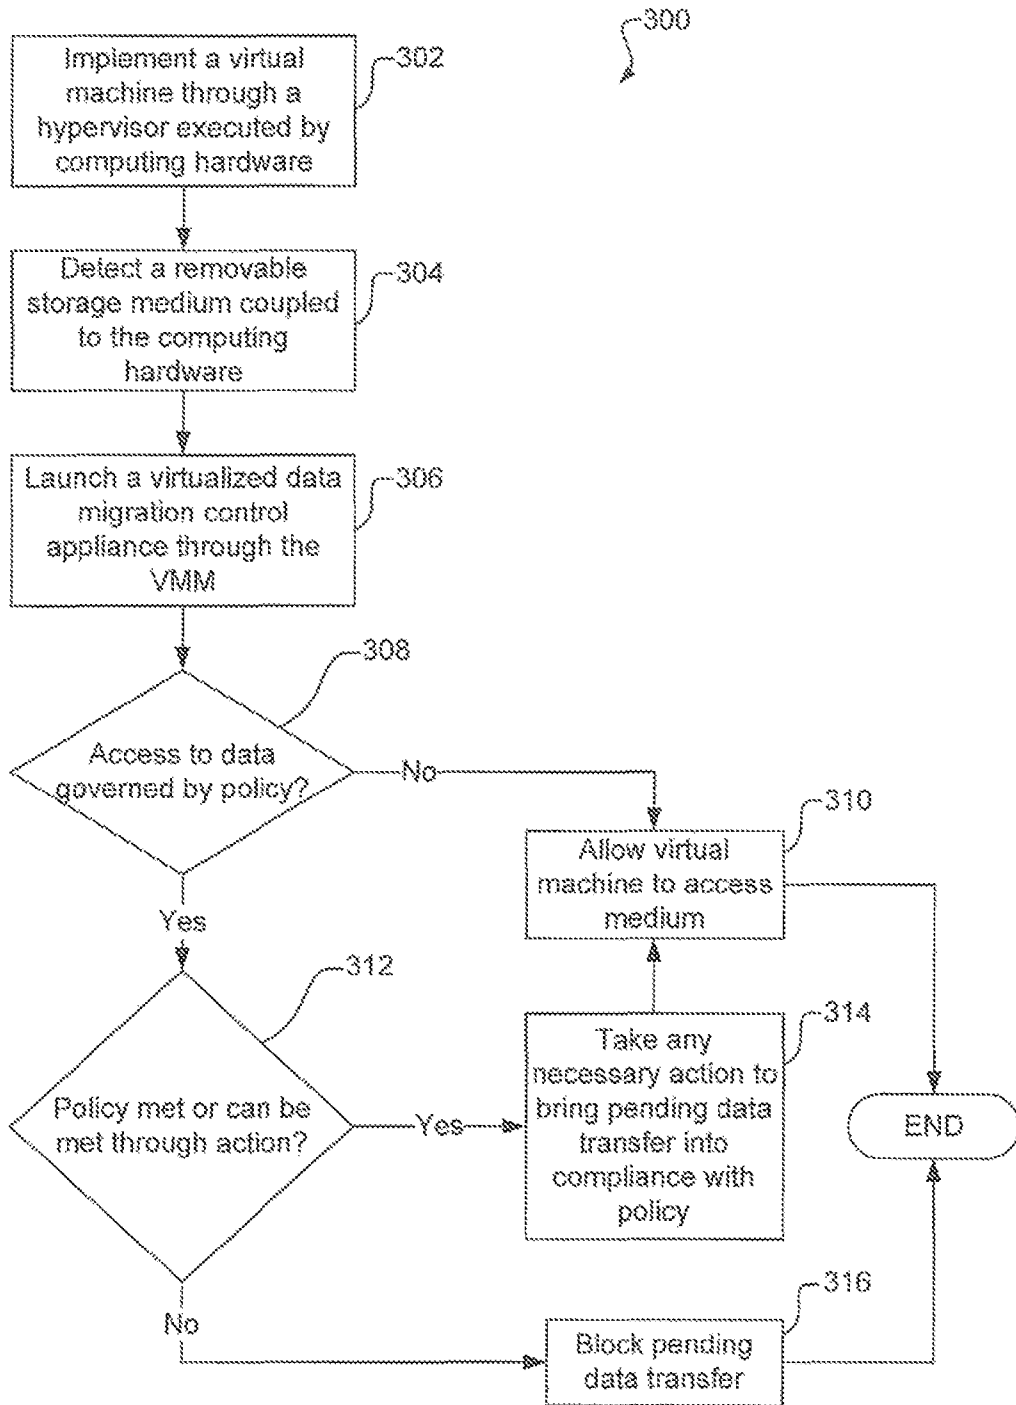 300
Implement a virtual
machine through a
hypervisor executed by
computing hardware
302
Detect a removable
storage medium coupled
to the computing
hardware
304
Launch a virtualized data
migration control
appliance through the
VMM
306
308
Access to data
governed by policy?
No
310
Allow virtual
machine to access
medium
Yes
312
Policy met or can be
met through action?
Yes
314
Take any
necessary action to
bring pending data
transfer into
compliance with
policy
END
No
316
Block pending
data transfer